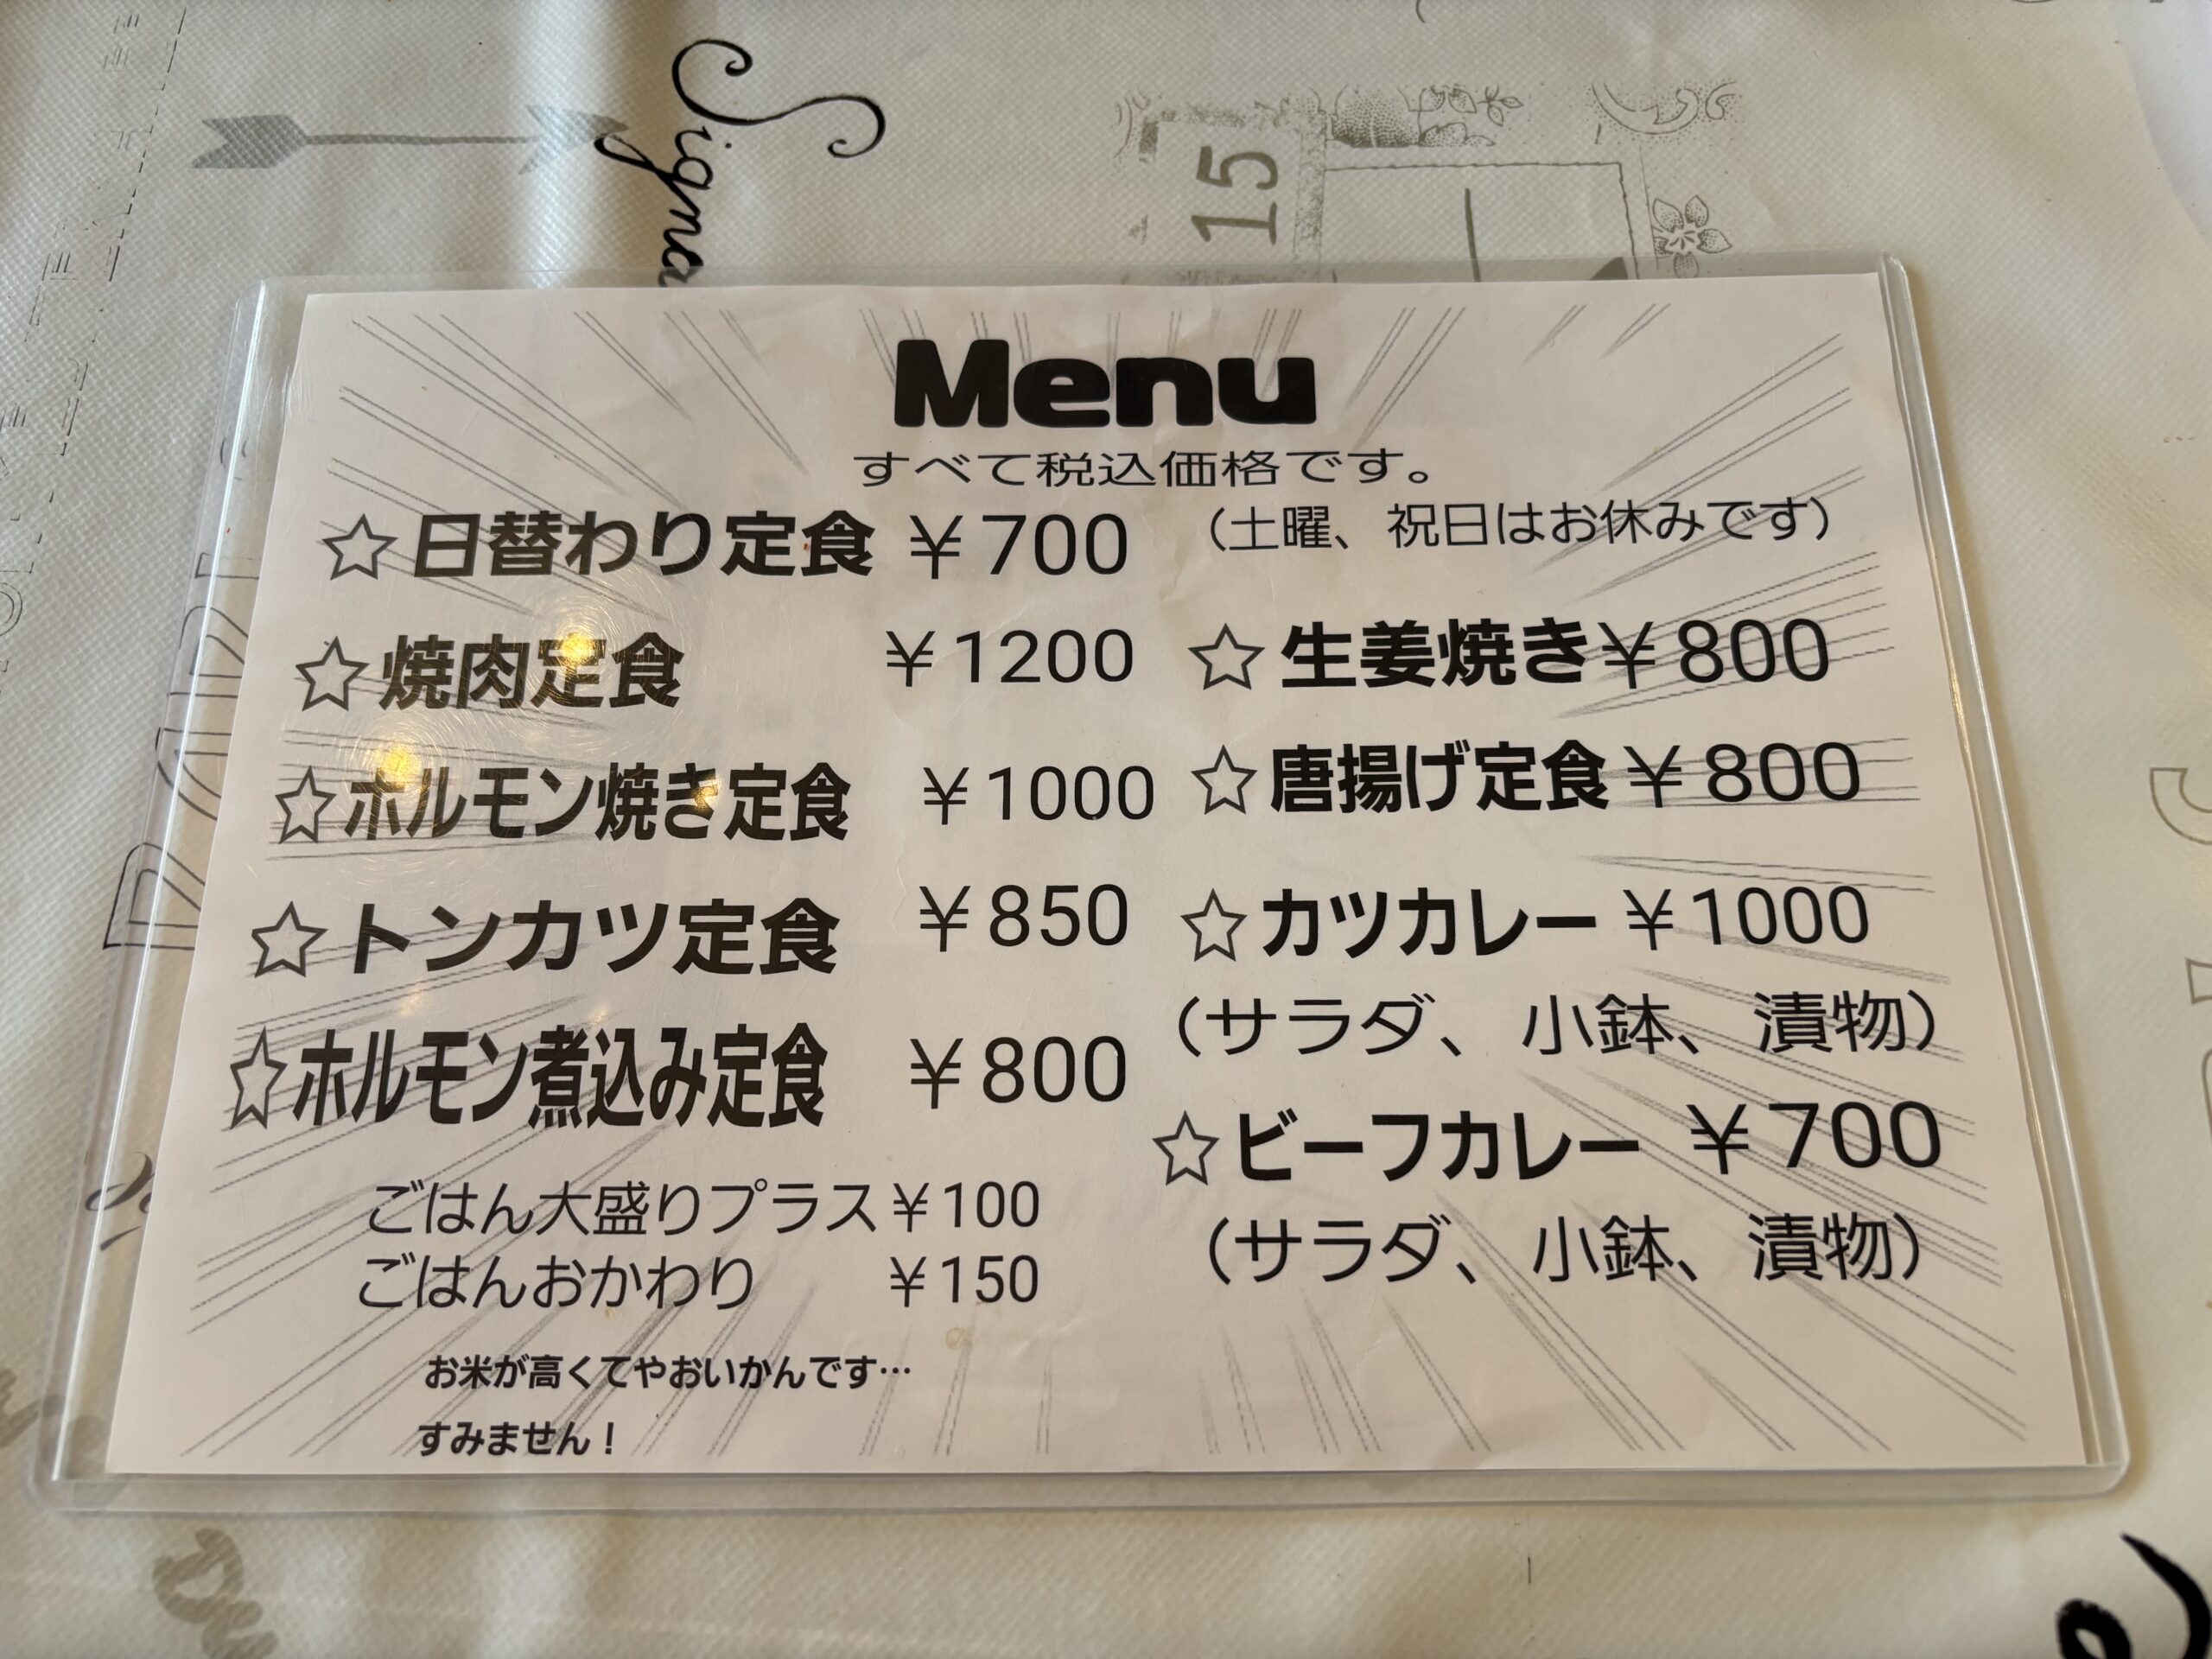 Signa
15
Menu
すべて税込価格です。
☆日替わり定食 ￥700 （土曜、祝日はお休みです）
☆焼肉定食 ￥1200
☆ホルモン焼き定食 ￥1000
☆トンカツ定食 ￥850
☆ホルモン煮込み定食 ￥800
ごはん大盛りプラス￥100
ごはんおかわり ￥150
お米が高くてやおいかんです…
すみません！
☆生姜焼き￥800
☆唐揚げ定食￥800
☆カツカレー ￥1000
（サラダ、小鉢、漬物）
☆ビーフカレー ￥700
（サラダ、小鉢、漬物）